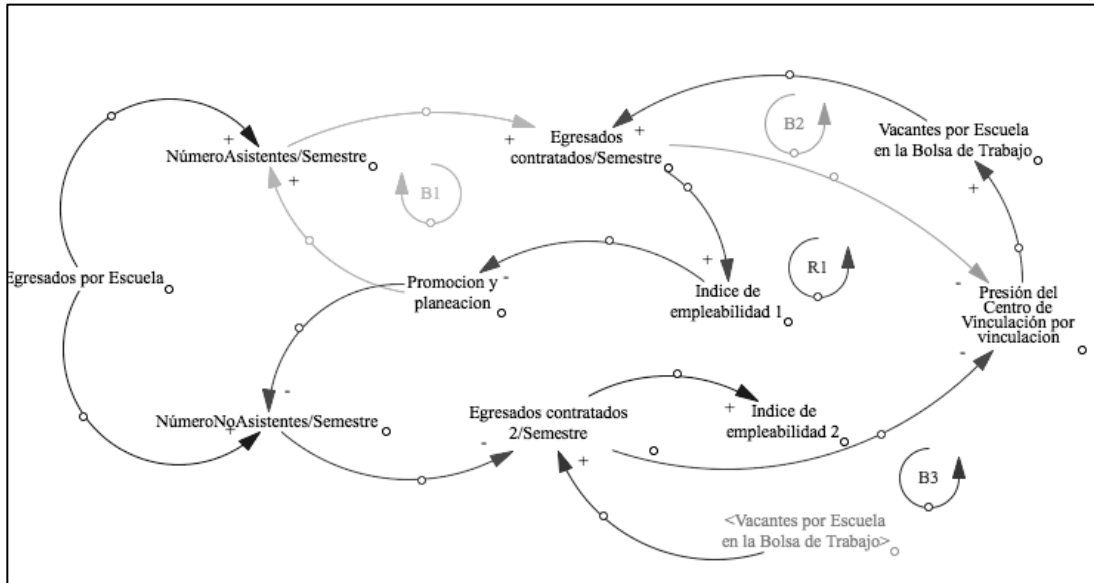 B2
Vacantes por Escuela
en la Bolsa de Trabajo
+
+
+
+
Egresados
contratados/Semestre
NúmeroAsistentes/Semestre
+
+
B1
R1
Egresados por Escuela
Promocion y
planeacion
-
+
Indice de
empleabilidad 1
-
Presión del
Centro de
Vinculación por
vinculacion
-
-
NúmeroNoAsistentes/Semestre
+
Egresados contratados
2/Semestre
-
+
+
Indice de
empleabilidad 2
B3
<Vacantes por Escuela
en la Bolsa de Trabajo>